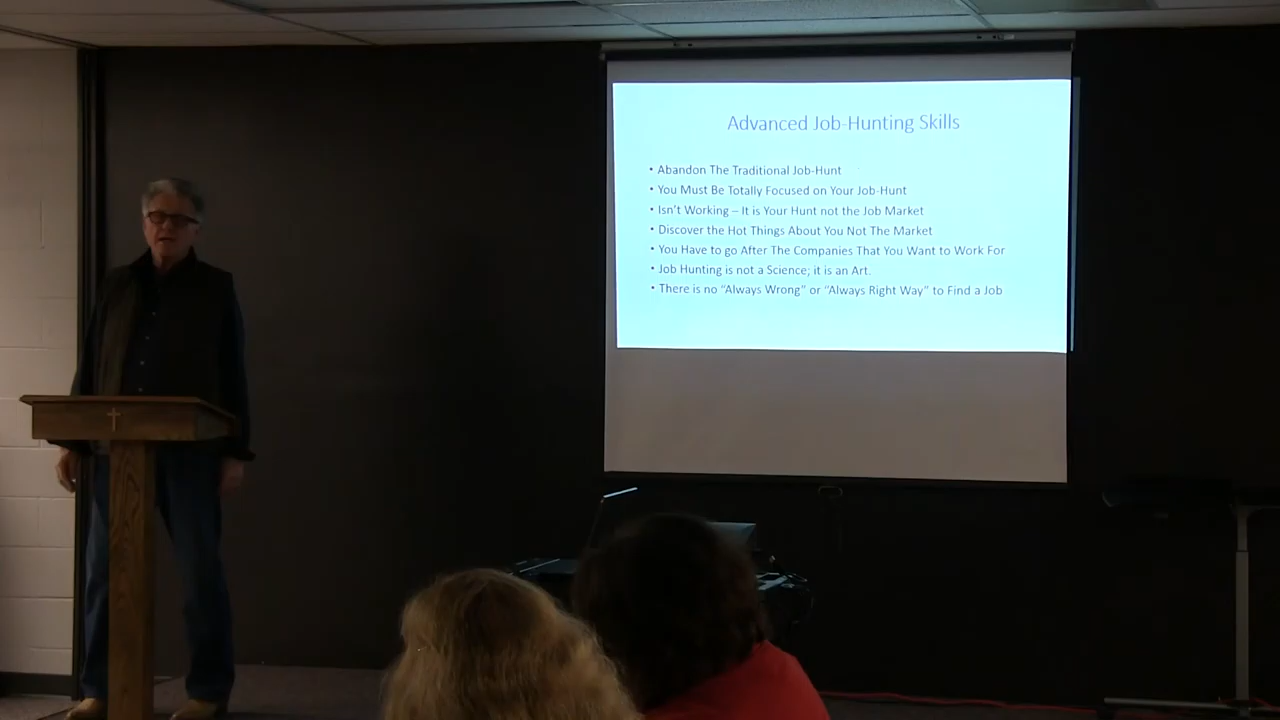 Advanced Job-Hunting Skills
• Abandon The Traditional Job-Hunt
• You Must Be Totally Focused on Your Job-Hunt
• Isn't Working – It is Your Hunt not the Job Market
• Discover the Hot Things About You Not The Market
• You Have to go After The Companies That You Want to Work For
• Job Hunting is not a Science; it is an Art.
• There is no “Always Wrong” or “Always Right Way” to Find a Job